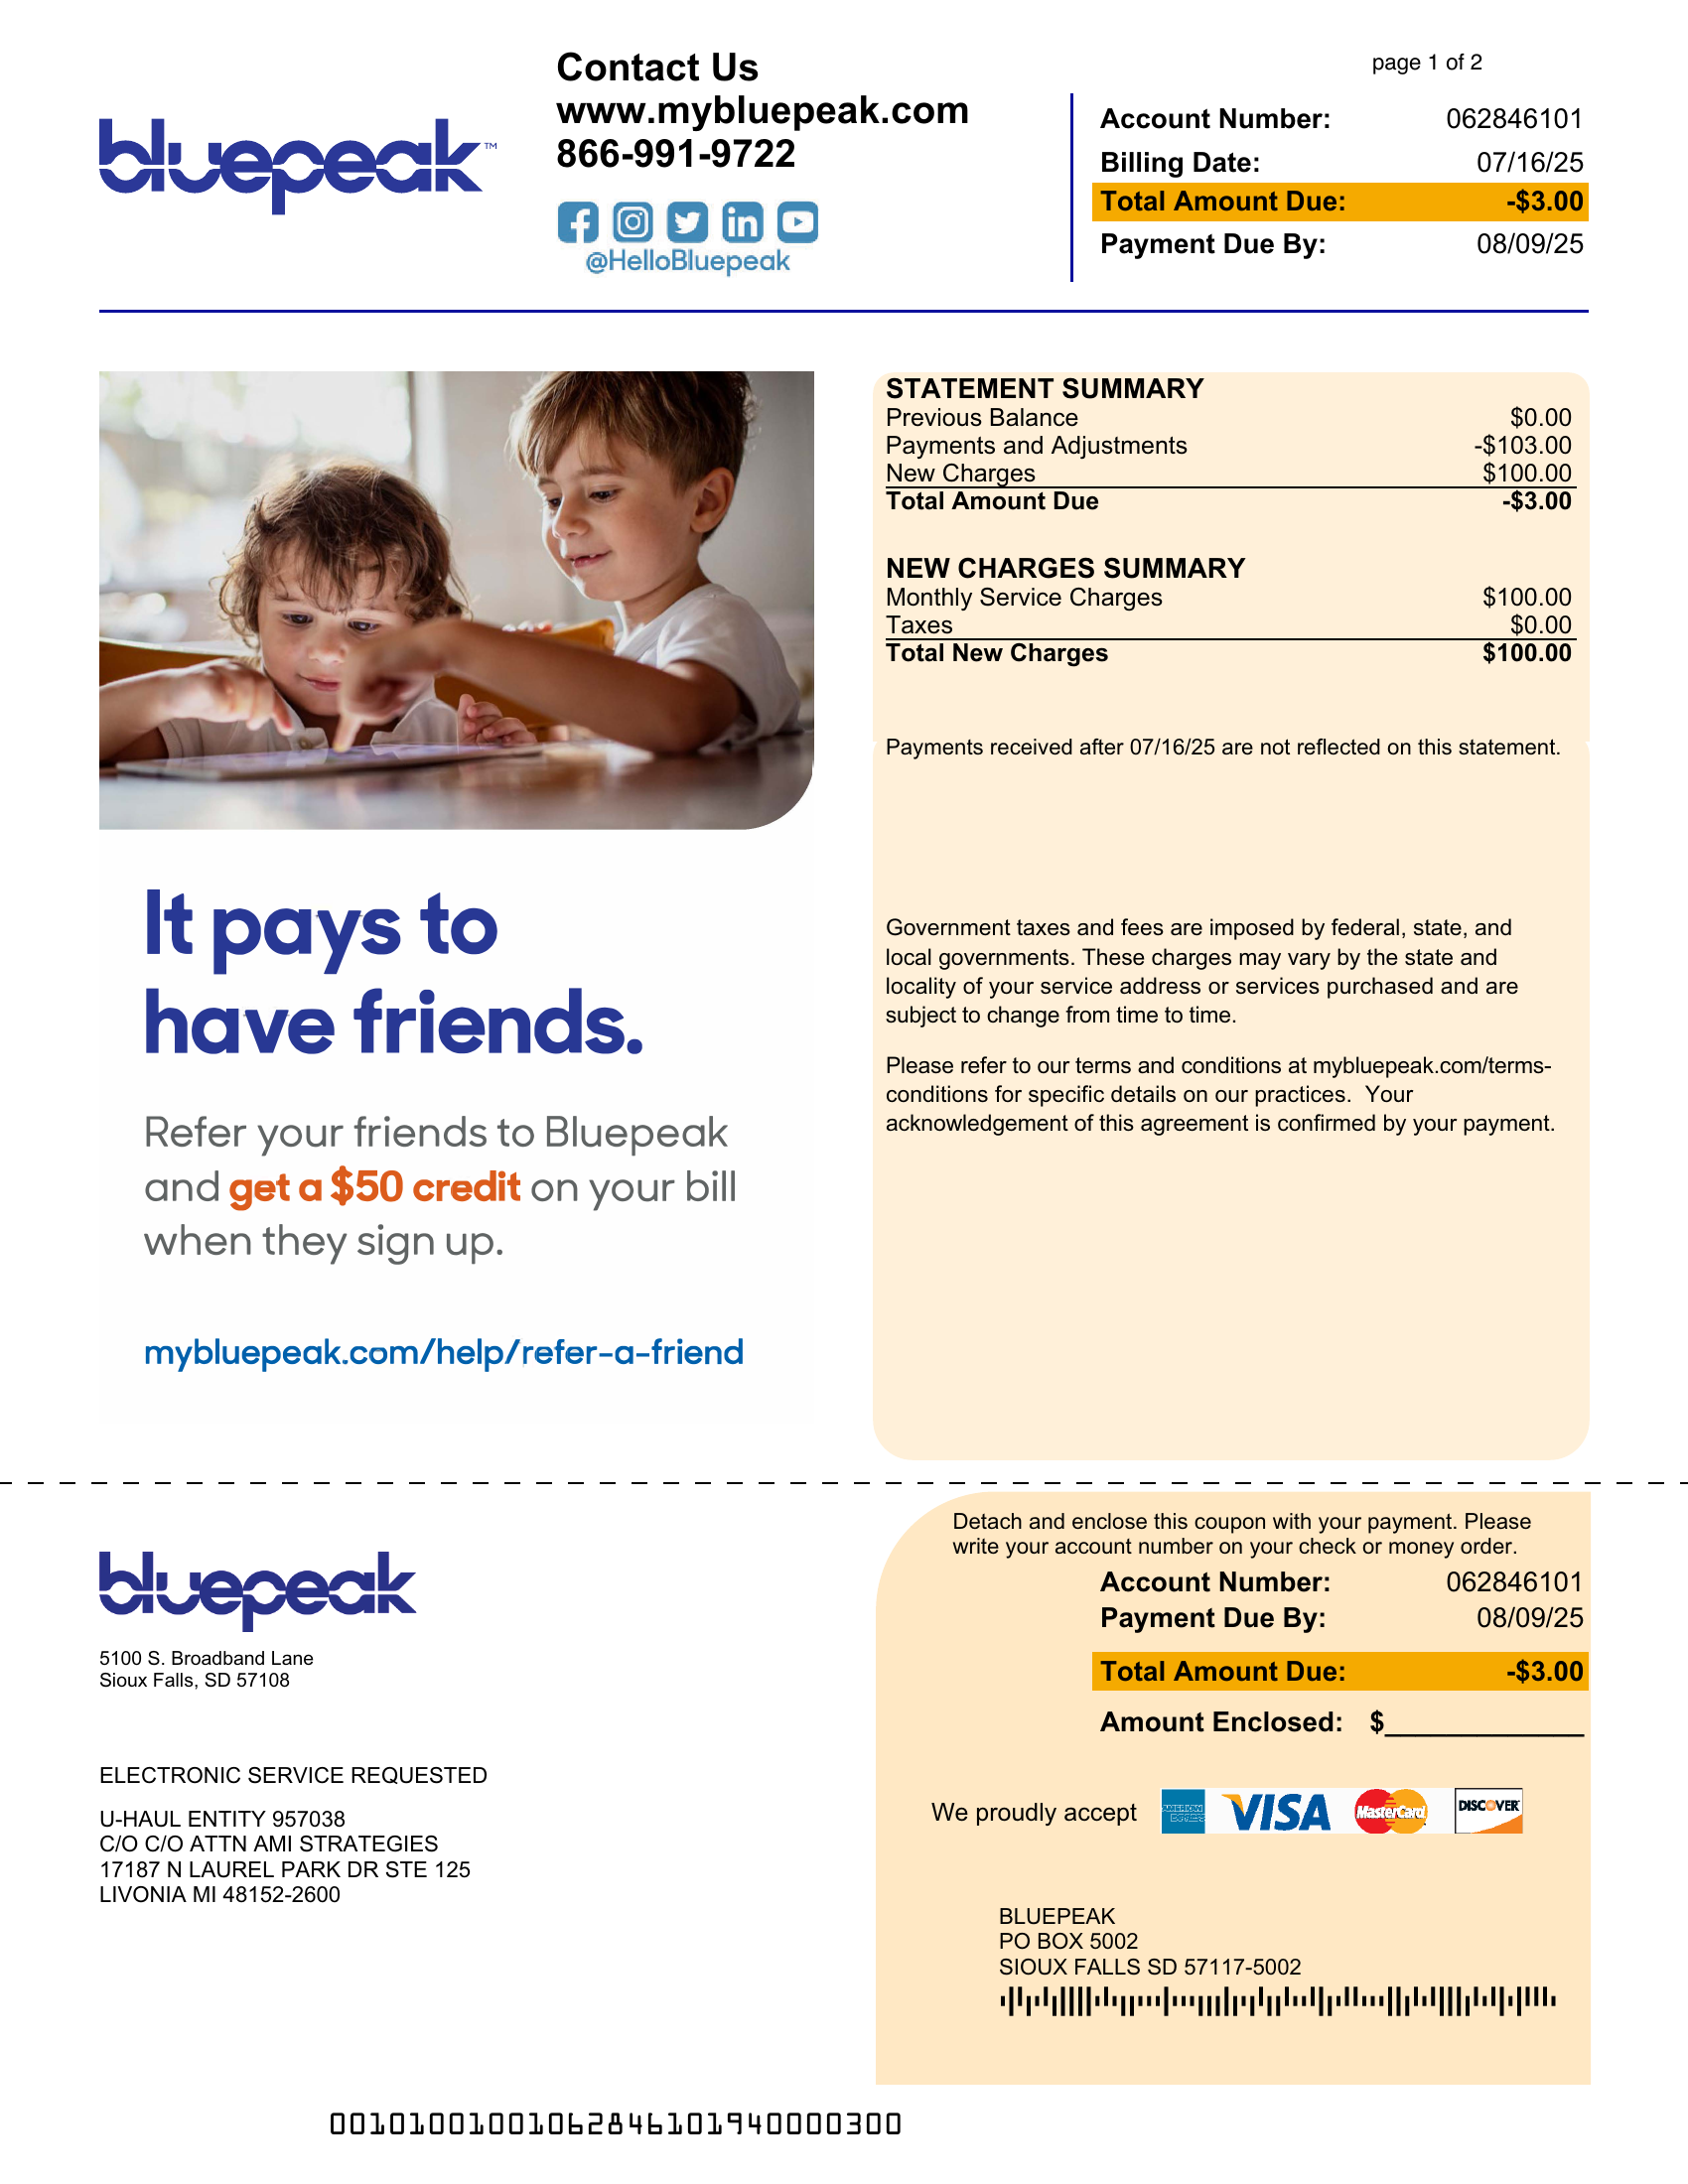 Contact Us
page 1 of 2
www.mybluepeak.com
866-991-9722
bluepeak™
@HelloBluepeak
Account Number: 062846101
Billing Date: 07/16/25
Total Amount Due: -$3.00
Payment Due By: 08/09/25
STATEMENT SUMMARY
Previous Balance $0.00
Payments and Adjustments -$103.00
New Charges $100.00
Total Amount Due -$3.00
NEW CHARGES SUMMARY
Monthly Service Charges $100.00
Taxes $0.00
Total New Charges $100.00
Payments received after 07/16/25 are not reflected on this statement.
Government taxes and fees are imposed by federal, state, and
local governments. These charges may vary by the state and
locality of your service address or services purchased and are
subject to change from time to time.
Please refer to our terms and conditions at mybluepeak.com/terms-
conditions for specific details on our practices.  Your
acknowledgement of this agreement is confirmed by your payment.
It pays to
have friends.
Refer your friends to Bluepeak
and get a $50 credit on your bill
when they sign up.
mybluepeak.com/help/refer-a-friend
Detach and enclose this coupon with your payment. Please
write your account number on your check or money order.
Account Number: 062846101
Payment Due By: 08/09/25
Total Amount Due: -$3.00
Amount Enclosed: $
We proudly accept
AMERICAN EXPRESS VISA MasterCard DISCOVER
BLUEPEAK
PO BOX 5002
SIOUX FALLS SD 57117-5002
bluepeak
5100 S. Broadband Lane
Sioux Falls, SD 57108
ELECTRONIC SERVICE REQUESTED
U-HAUL ENTITY 957038
C/O C/O ATTN AMI STRATEGIES
17187 N LAUREL PARK DR STE 125
LIVONIA MI 48152-2600
001010010010628461019400003​00